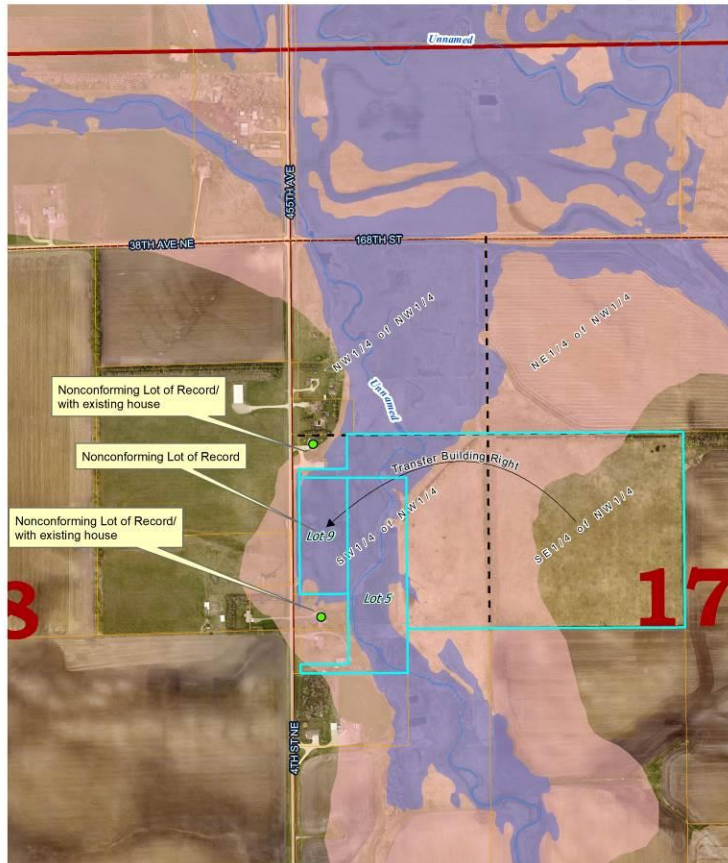 Unnamed
455TH AVE
38TH AVE NE
168TH ST
NW1/4 of NW1/4
NE1/4 of NW1/4
Nonconforming Lot of Record/
with existing house
Unnamed
Nonconforming Lot of Record
Transfer Building Right
SW1/4 of NW1/4
SE1/4 of NW1/4
Nonconforming Lot of Record/
with existing house
Lot 9
Lot 5
8
17
4TH ST NE